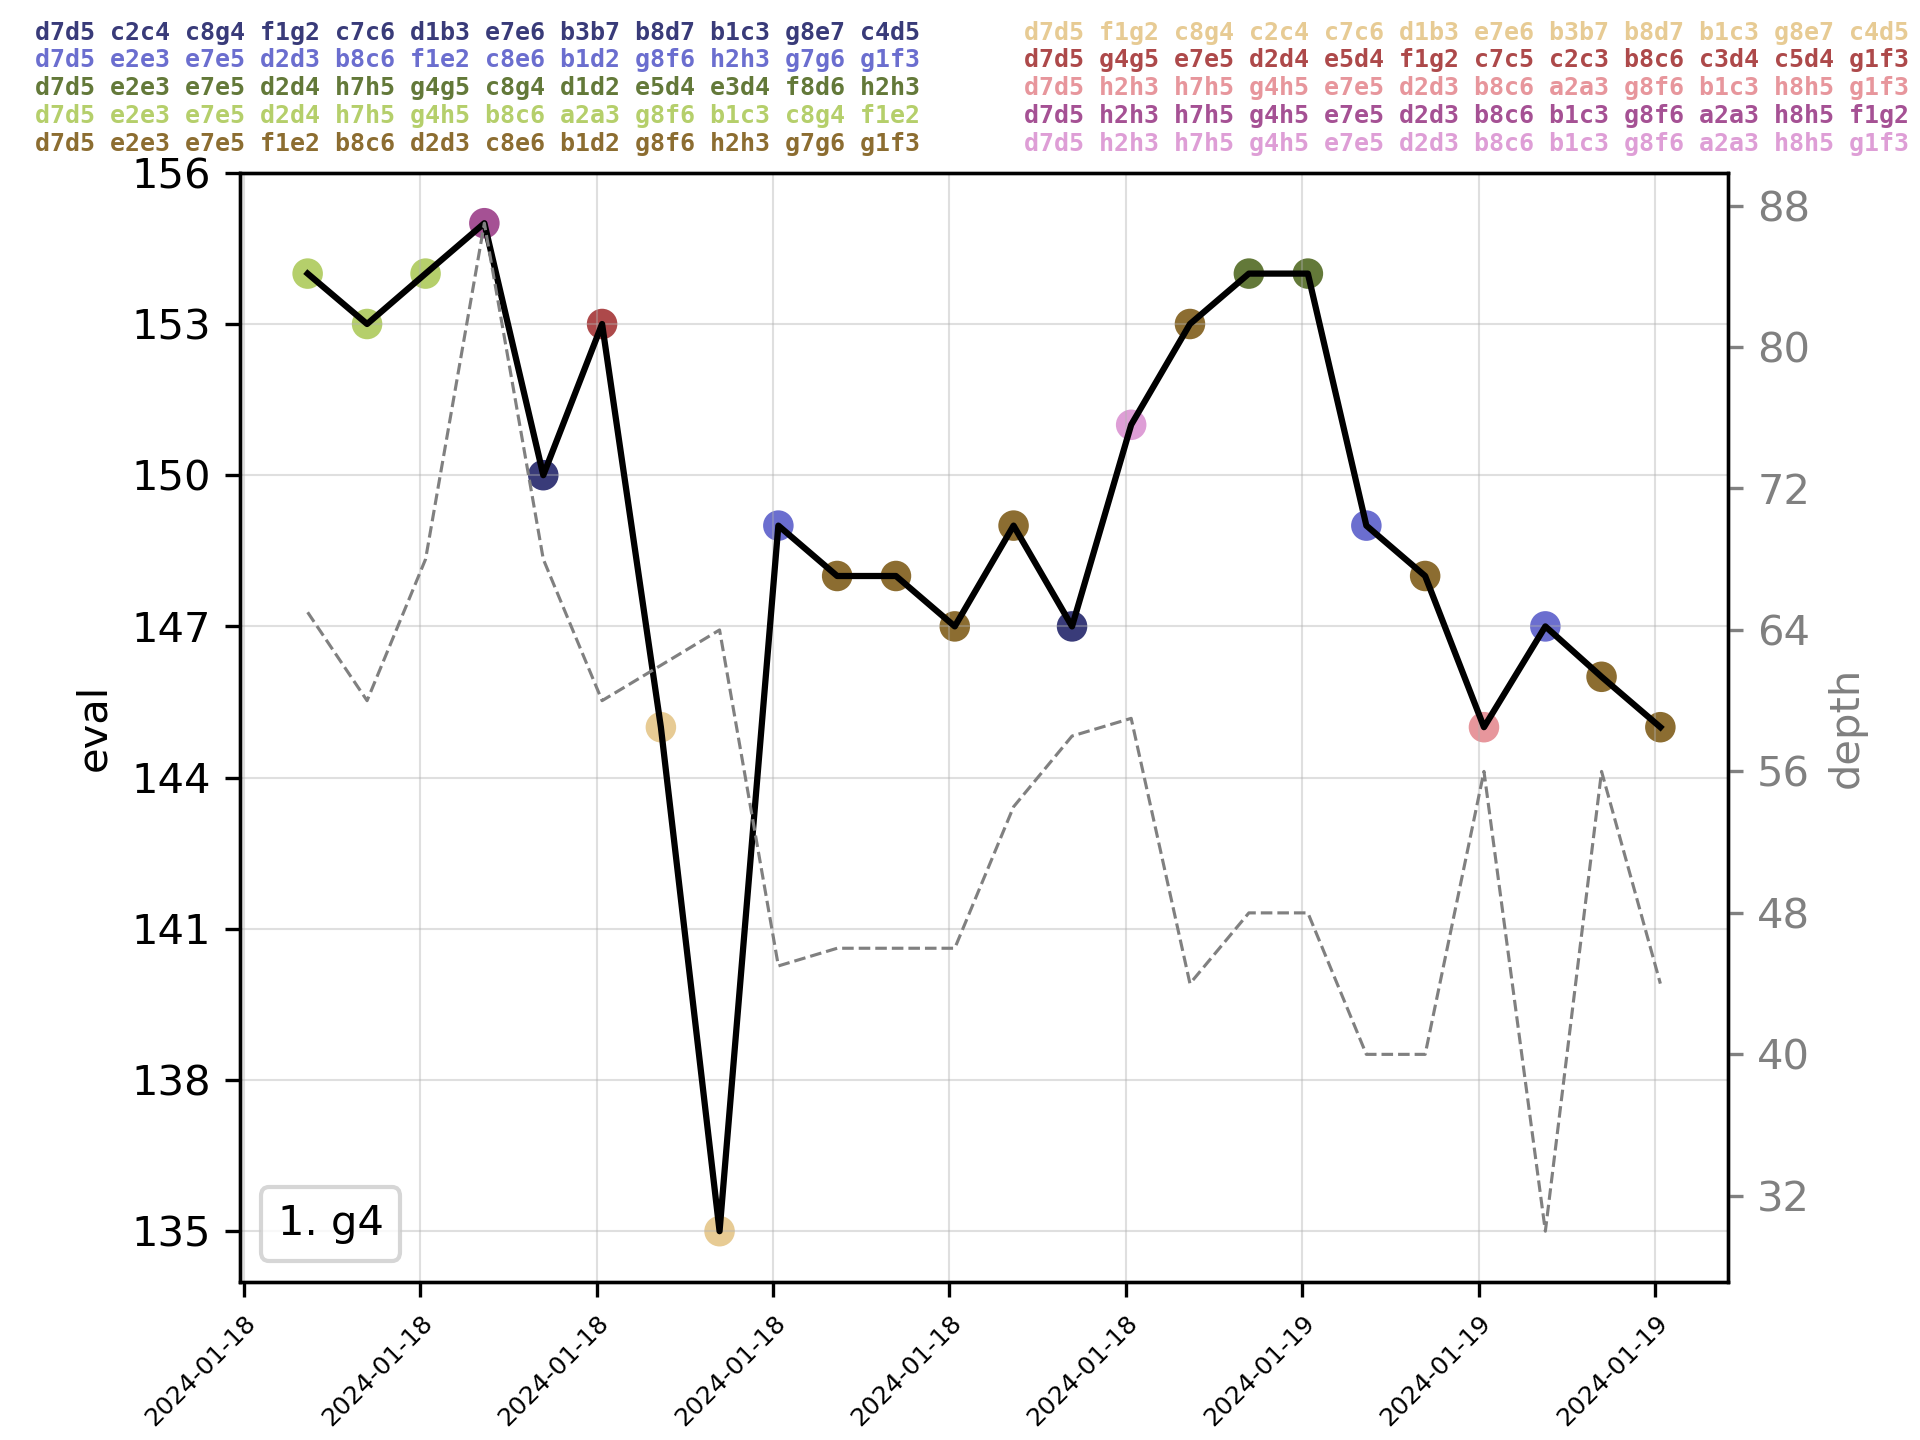 d7d5 c2c4 c8g4 f1g2 c7c6 d1b3 e7e6 b3b7 b8d7 b1c3 g8e7 c4d5
d7d5 e2e3 e7e5 d2d3 b8c6 f1e2 c8e6 b1d2 g8f6 h2h3 g7g6 g1f3
d7d5 e2e3 e7e5 d2d4 h7h5 g4g5 c8g4 d1d2 e5d4 e3d4 f8d6 h2h3
d7d5 e2e3 e7e5 d2d4 h7h5 g4h5 b8c6 a2a3 g8f6 b1c3 c8g4 f1e2
d7d5 e2e3 e7e5 f1e2 b8c6 d2d3 c8e6 b1d2 g8f6 h2h3 g7g6 g1f3
d7d5 f1g2 c8g4 c2c4 c7c6 d1b3 e7e6 b3b7 b8d7 b1c3 g8e7 c4d5
d7d5 g4g5 e7e5 d2d4 e5d4 f1g2 c7c5 c2c3 b8c6 c3d4 c5d4 g1f3
d7d5 h2h3 h7h5 g4h5 e7e5 d2d3 b8c6 a2a3 g8f6 b1c3 h8h5 g1f3
d7d5 h2h3 h7h5 g4h5 e7e5 d2d3 b8c6 b1c3 g8f6 a2a3 h8h5 f1g2
d7d5 h2h3 h7h5 g4h5 e7e5 d2d3 b8c6 b1c3 g8f6 a2a3 h8h5 g1f3
156
153
150
147
144
141
138
135
eval
88
80
72
64
56
48
40
32
depth
1. g4
2024-01-18
2024-01-18
2024-01-18
2024-01-18
2024-01-18
2024-01-18
2024-01-19
2024-01-19
2024-01-19